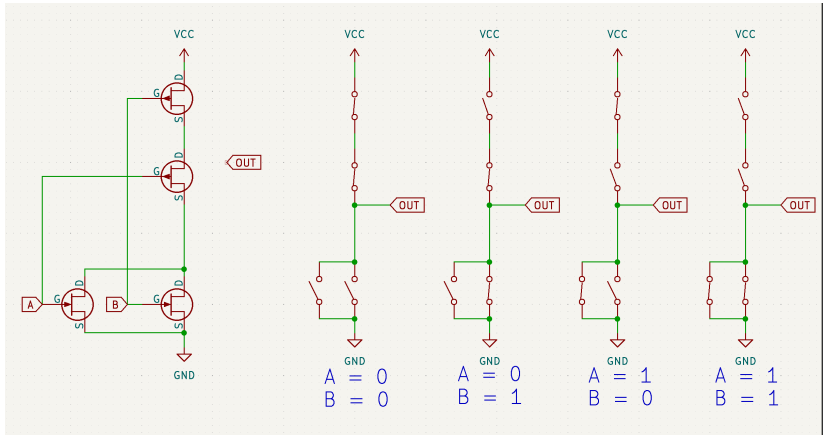 VCC
D
G
S
D
G
S
OUT
D
G
A
S
D
G
B
S
GND
VCC
OUT
GND
A = 0
B = 0
VCC
OUT
GND
A = 0
B = 1
VCC
OUT
GND
A = 1
B = 0
VCC
OUT
GND
A = 1
B = 1